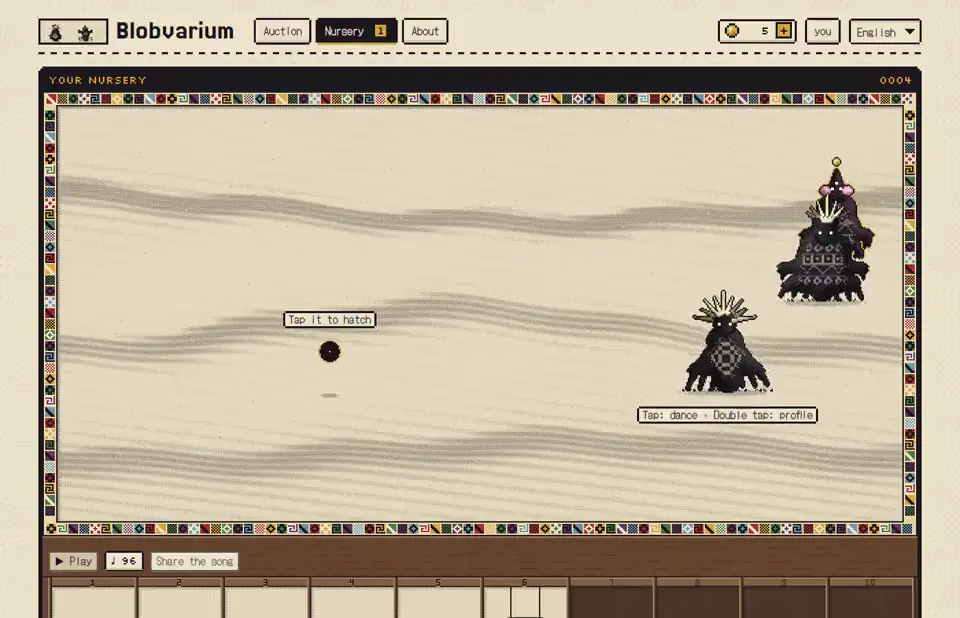 Blobvarium
Auction
Nursery 1
About
5 +
you
English
YOUR NURSERY
0004
Tap it to hatch
Tap: dance · Double tap: profile
Play
♩ 96
Share the song
1 2 3 4 5 6 7 8 9 10